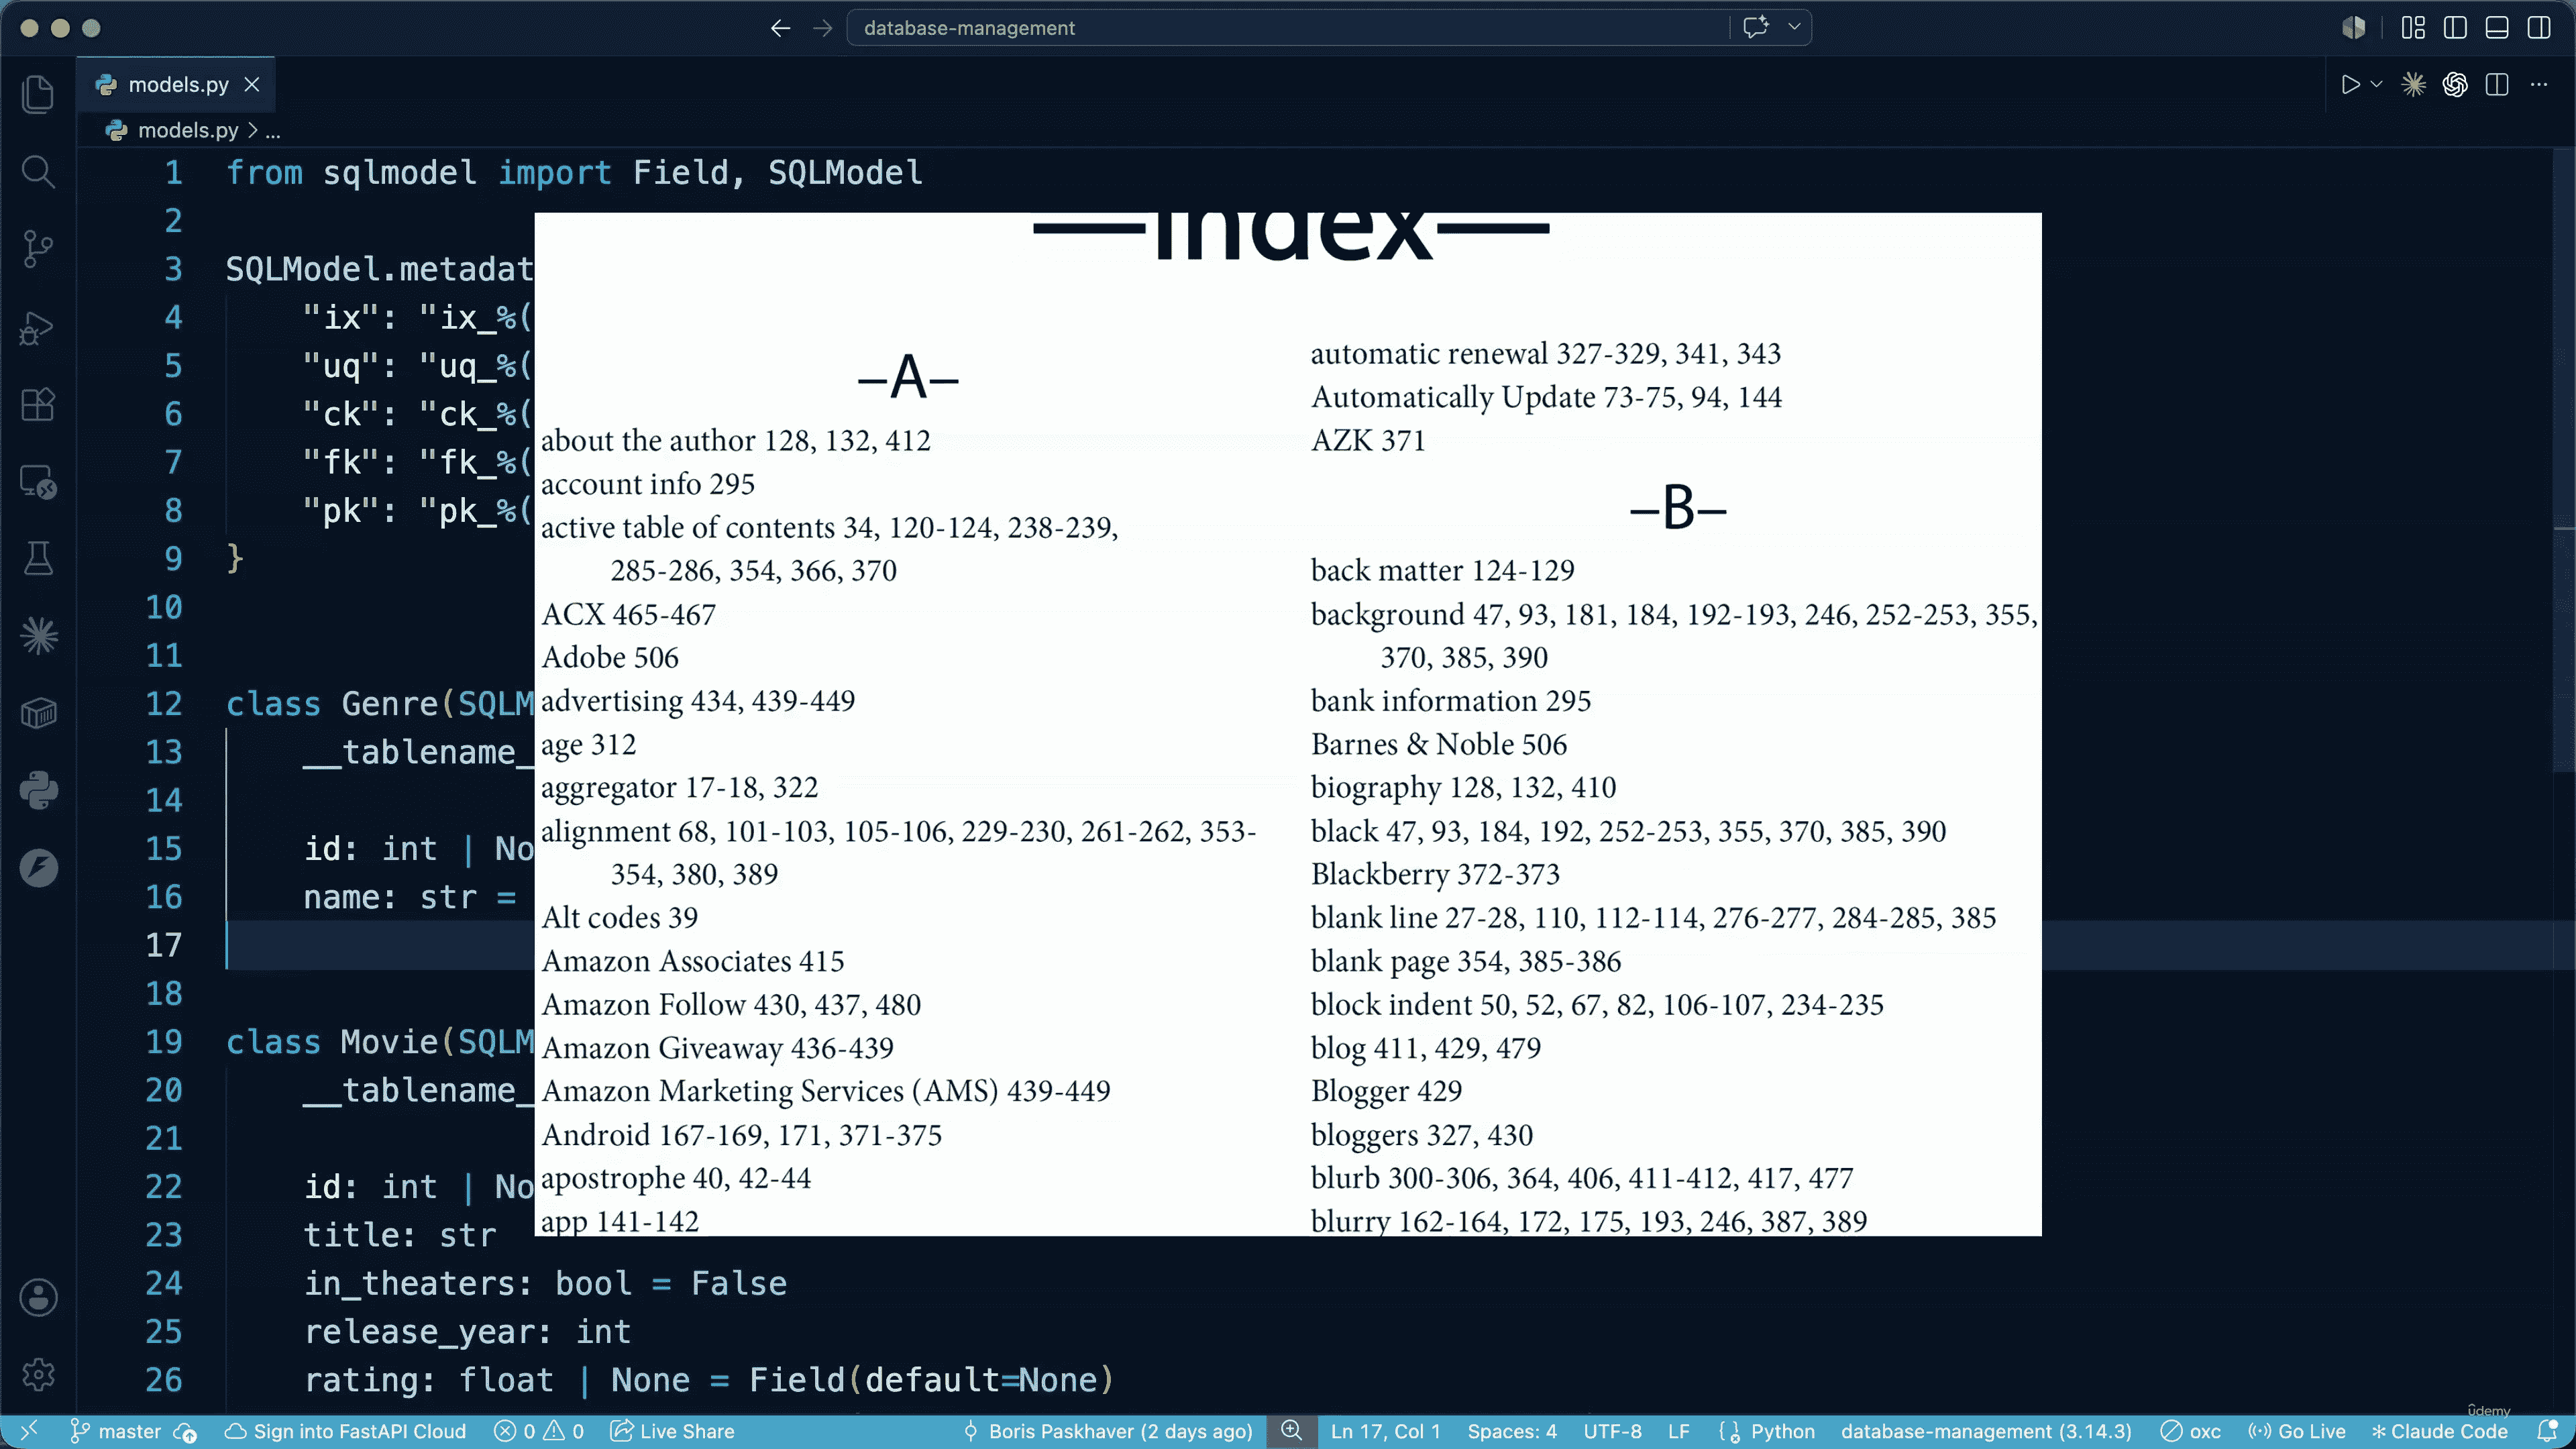 database-management
models.py
models.py > ...
1 from sqlmodel import Field, SQLModel
2
3 SQLModel.metadat
4 "ix": "ix_%(
5 "uq": "uq_%(
6 "ck": "ck_%(
7 "fk": "fk_%(
8 "pk": "pk_%(
9 }
10
11
12 class Genre(SQLM
13 __tablename_
14
15 id: int | No
16 name: str =
17
18
19 class Movie(SQLM
20 __tablename_
21
22 id: int | No
23 title: str
24 in_theaters: bool = False
25 release_year: int
26 rating: float | None = Field(default=None)
—Index—
–A–
about the author 128, 132, 412
account info 295
active table of contents 34, 120-124, 238-239,
285-286, 354, 366, 370
ACX 465-467
Adobe 506
advertising 434, 439-449
age 312
aggregator 17-18, 322
alignment 68, 101-103, 105-106, 229-230, 261-262, 353-
354, 380, 389
Alt codes 39
Amazon Associates 415
Amazon Follow 430, 437, 480
Amazon Giveaway 436-439
Amazon Marketing Services (AMS) 439-449
Android 167-169, 171, 371-375
apostrophe 40, 42-44
app 141-142
automatic renewal 327-329, 341, 343
Automatically Update 73-75, 94, 144
AZK 371
–B–
back matter 124-129
background 47, 93, 181, 184, 192-193, 246, 252-253, 355,
370, 385, 390
bank information 295
Barnes & Noble 506
biography 128, 132, 410
black 47, 93, 184, 192, 252-253, 355, 370, 385, 390
Blackberry 372-373
blank line 27-28, 110, 112-114, 276-277, 284-285, 385
blank page 354, 385-386
block indent 50, 52, 67, 82, 106-107, 234-235
blog 411, 429, 479
Blogger 429
bloggers 327, 430
blurb 300-306, 364, 406, 411-412, 417, 477
blurry 162-164, 172, 175, 193, 246, 387, 389
udemy
master Sign into FastAPI Cloud 0 0 Live Share Boris Paskhaver (2 days ago) Ln 17, Col 1 Spaces: 4 UTF-8 LF Python database-management (3.14.3) oxc Go Live Claude Code